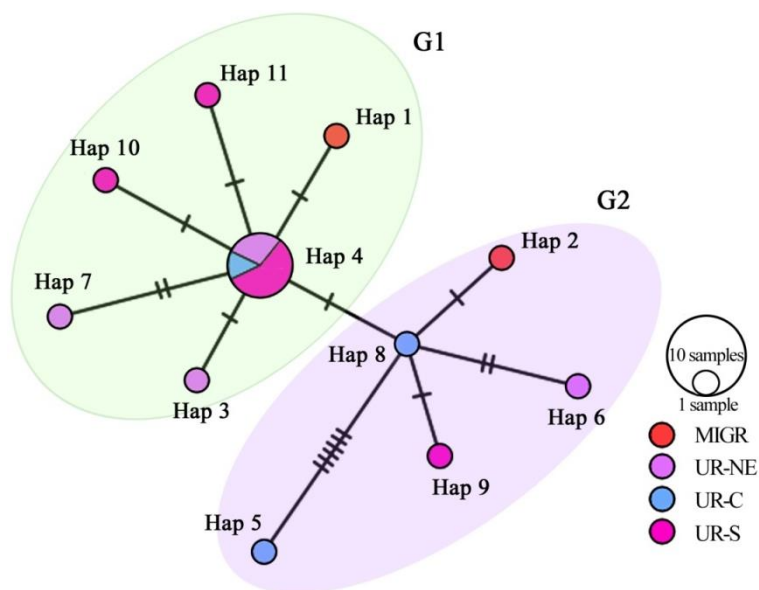 G1
Hap 11
Hap 1
Hap 10
Hap 4
Hap 7
Hap 3
G2
Hap 2
Hap 8
Hap 6
Hap 9
Hap 5
10 samples
1 sample
MIGR
UR-NE
UR-C
UR-S